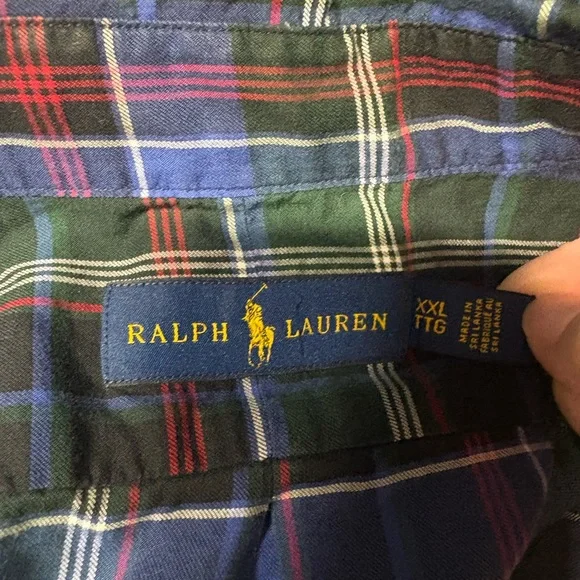 RALPH LAUREN
XXL
TTG
MADE IN
SRI LANKA
FABRIQUÉ AU
SRI LANKA